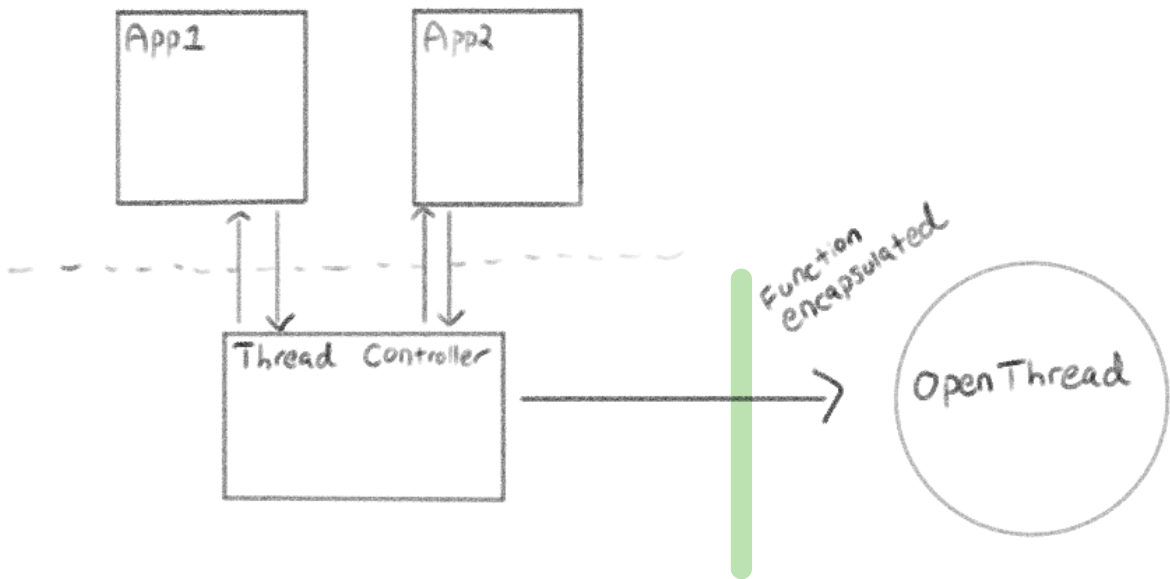 App1
App2
Function
encapsulated
Thread Controller
OpenThread